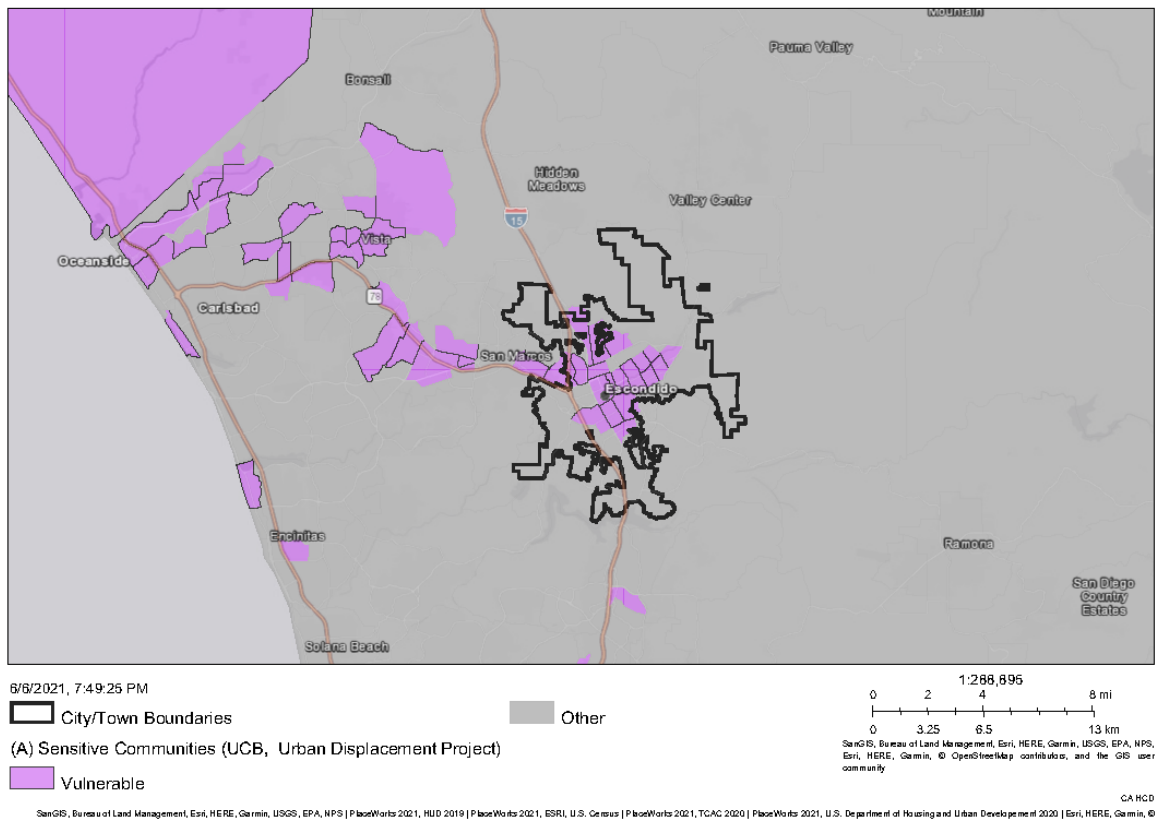 Mountain
Pauma Valley
Bonsall
Hidden
Meadows
Valley Center
15
Vista
Oceanside
78
Carlsbad
San Marcos
Escondido
Encinitas
Ramona
San Diego
Country
Estates
Solana Beach
6/6/2021, 7:49:25 PM
City/Town Boundaries
Other
(A) Sensitive Communities (UCB, Urban Displacement Project)
Vulnerable
1:288,895
0 2 4 8 mi
0 3.25 6.5 13 km
SanGIS, Bureau of Land Management, Esri, HERE, Garmin, USGS, EPA, NPS,
Esri, HERE, Garmin, © OpenStreetMap contributors, and the GIS user
community
CA HCD
SanGIS, Bureau of Land Management, Esri, HERE, Garmin, USGS, EPA, NPS | PlaceWorks 2021, HUD 2019 | PlaceWorks 2021, ESRI, U.S. Census | PlaceWorks 2021, TCAC 2020 | PlaceWorks 2021, U.S. Department of Housing and Urban Developement 2020 | Esri, HERE, Garmin, ©